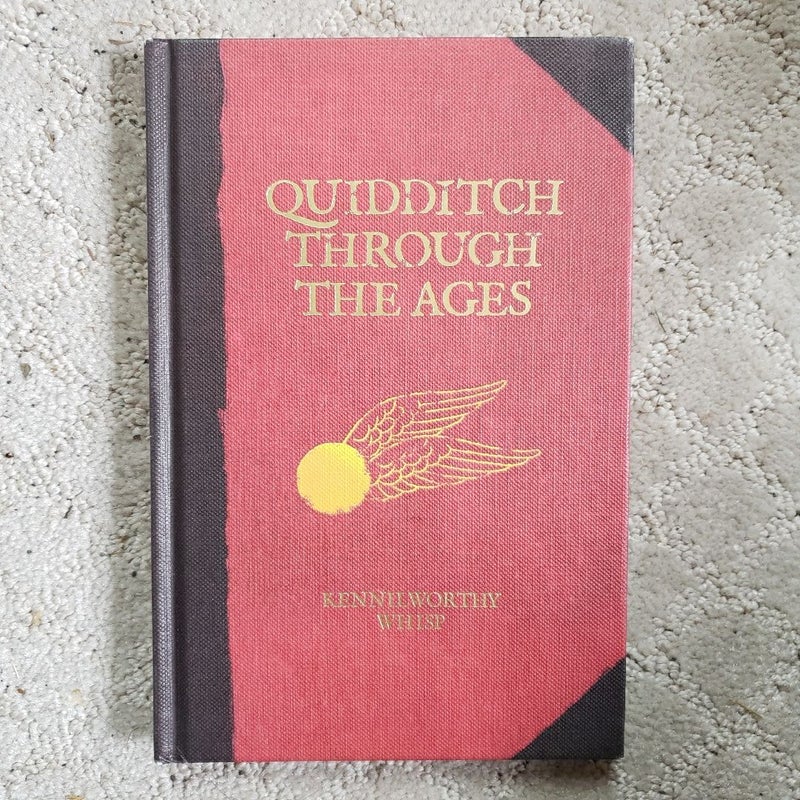 QUIDDITCH
THROUGH
THE AGES
KENNILWORTHY
WHISP